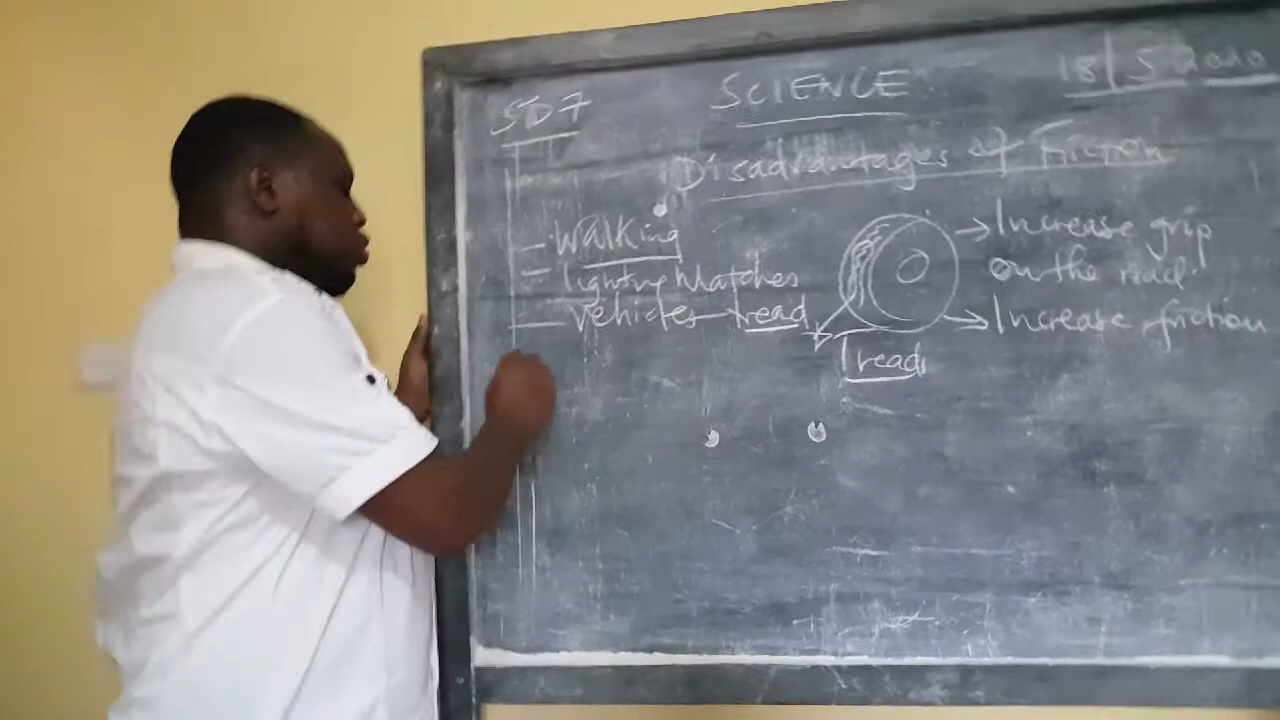 STD7
SCIENCE
18/5/2020
Disadvantages of Friction
- Walking
- lighting Matches
- Vehicles - tread
Tread
→ Increase grip
on the road
→ Increase friction